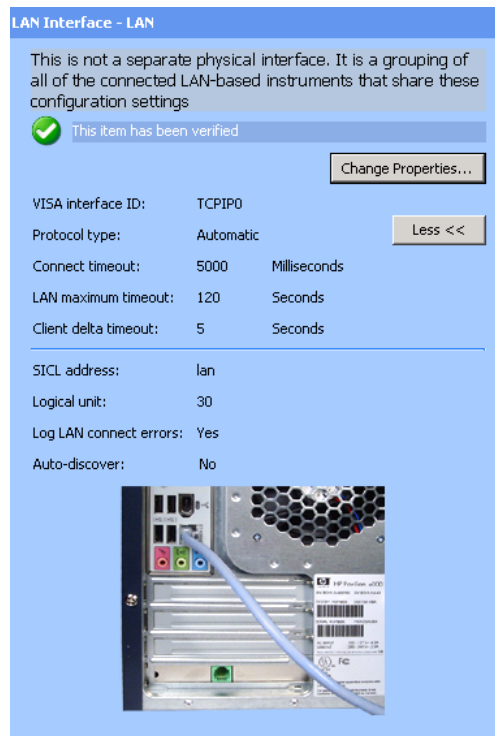 LAN Interface - LAN
This is not a separate physical interface. It is a grouping of
all of the connected LAN-based instruments that share these
configuration settings
This item has been verified
Change Properties...
VISA interface ID: TCPIP0
Protocol type: Automatic
Less <<
Connect timeout: 5000 Milliseconds
LAN maximum timeout: 120 Seconds
Client delta timeout: 5 Seconds
SICL address: lan
Logical unit: 30
Log LAN connect errors: Yes
Auto-discover: No
HP Pavilion a000